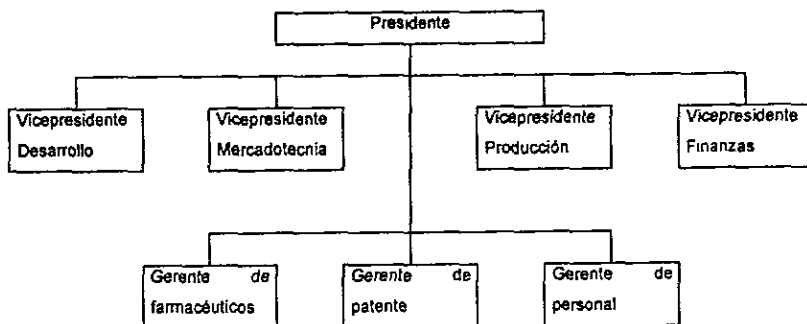 Presidente
Vicepresidente
Desarrollo
Vicepresidente
Mercadotecnia
Vicepresidente
Producción
Vicepresidente
Finanzas
Gerente de
farmacéuticos
Gerente de
patente
Gerente de
personal